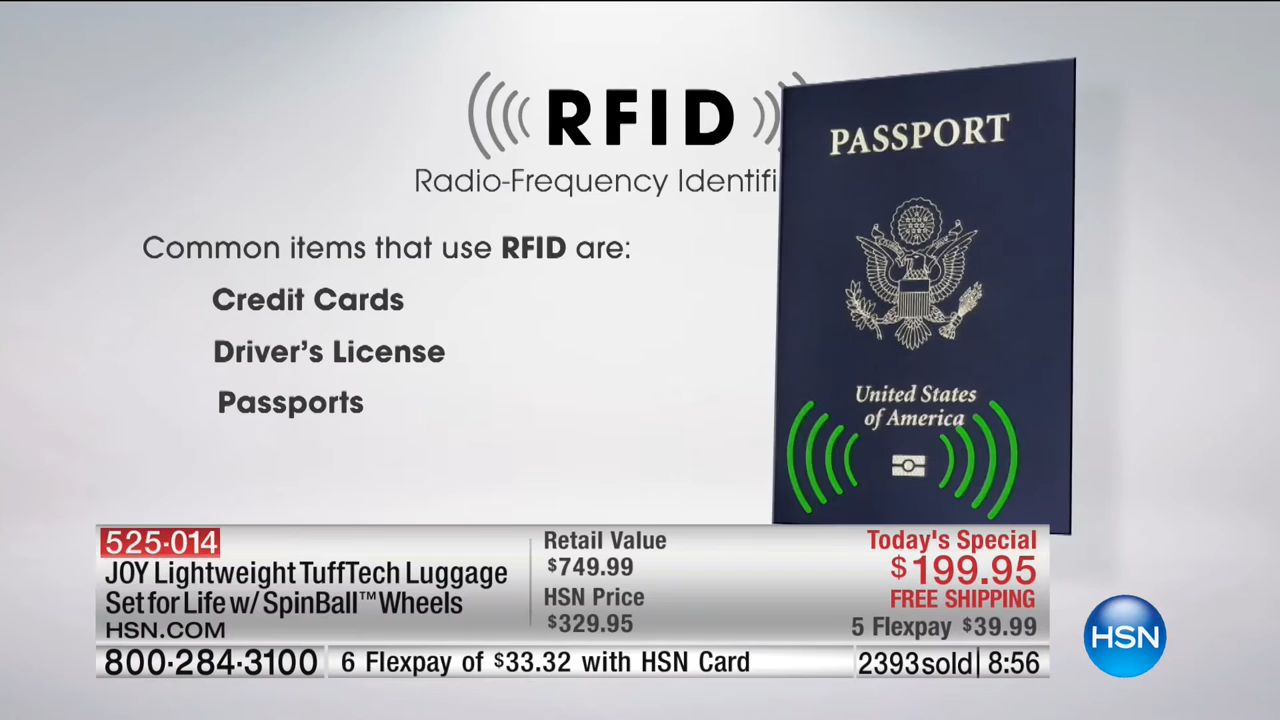 RFID
Radio-Frequency Identifi
PASSPORT
Common items that use RFID are:
Credit Cards
Driver's License
Passports
United States
of America
525-014
JOY Lightweight TuffTech Luggage
Set for Life w/ SpinBall™ Wheels
HSN.COM
Retail Value
$749.99
HSN Price
$329.95
Today's Special
$199.95
FREE SHIPPING
5 Flexpay $39.99
HSN
800-284-3100
6 Flexpay of $33.32 with HSN Card
2393sold
8:56